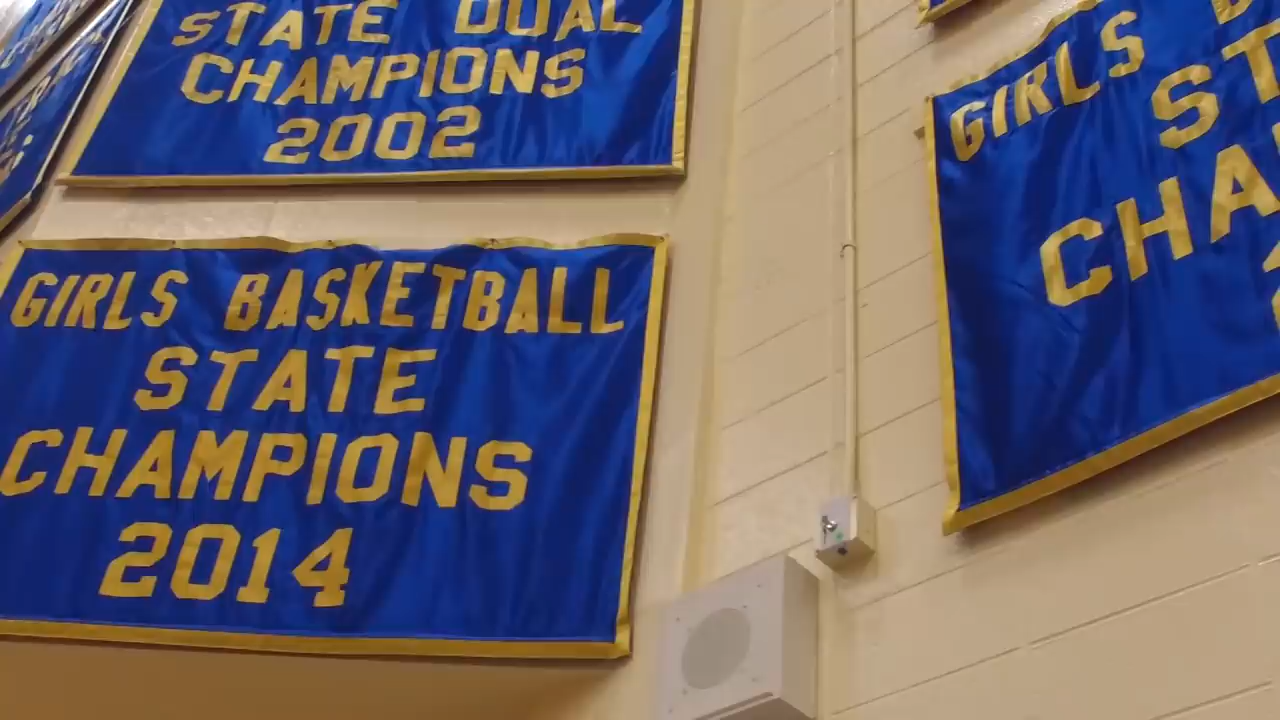 STATE DUAL
CHAMPIONS
2002
GIRLS BASKETBALL
STATE
CHAMPIONS
2014
GIRLS